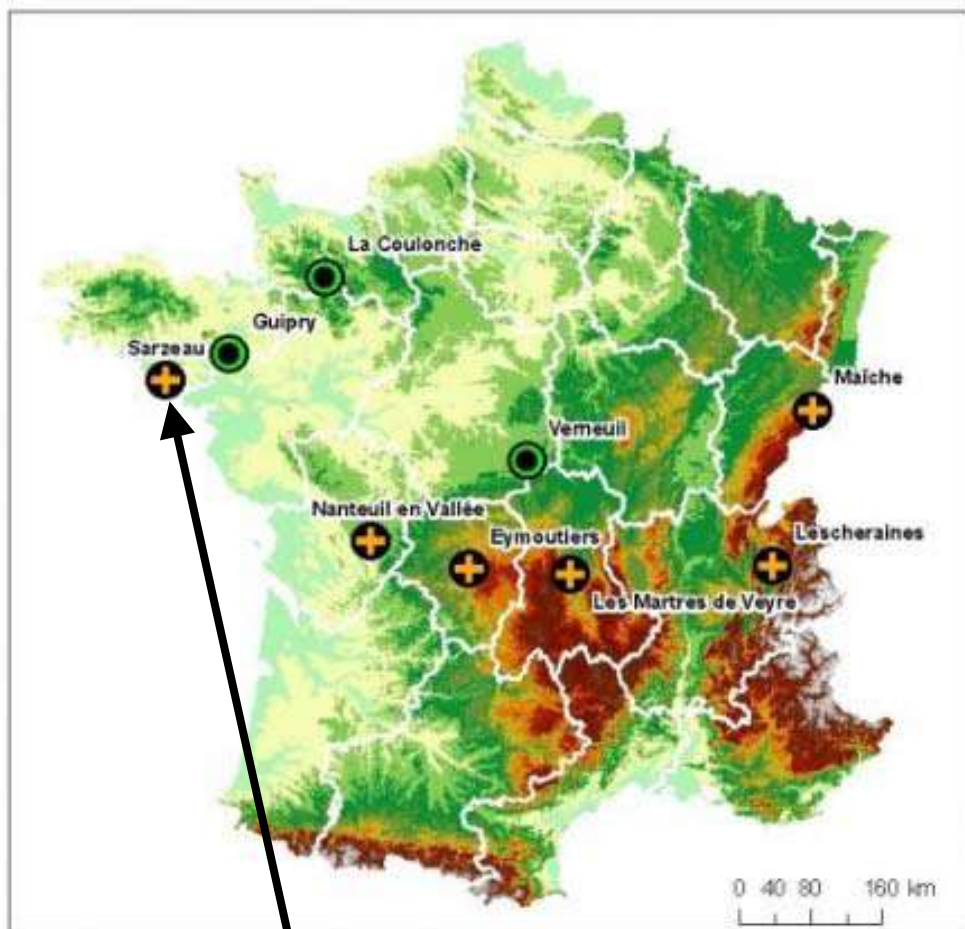 La Coulonche
Guipry
Sarzeau
Maîche
Verneuil
Nanteuil en Vallée
Eymoutiers
Lescheraines
Les Martres de Veyre
0 40 80 160 km